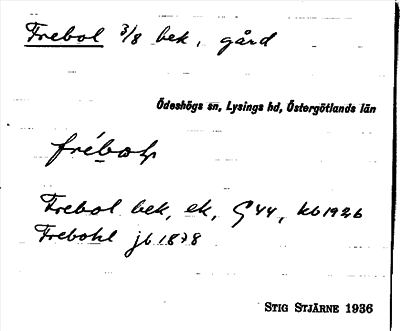 Frebol 3/8 bek, gård
Ödeshögs sn, Lysings hd, Östergötlands län
Frebol bek, ek, G44, kb1926
Frebohl jb 1878
STIG STJÄRNE 1936